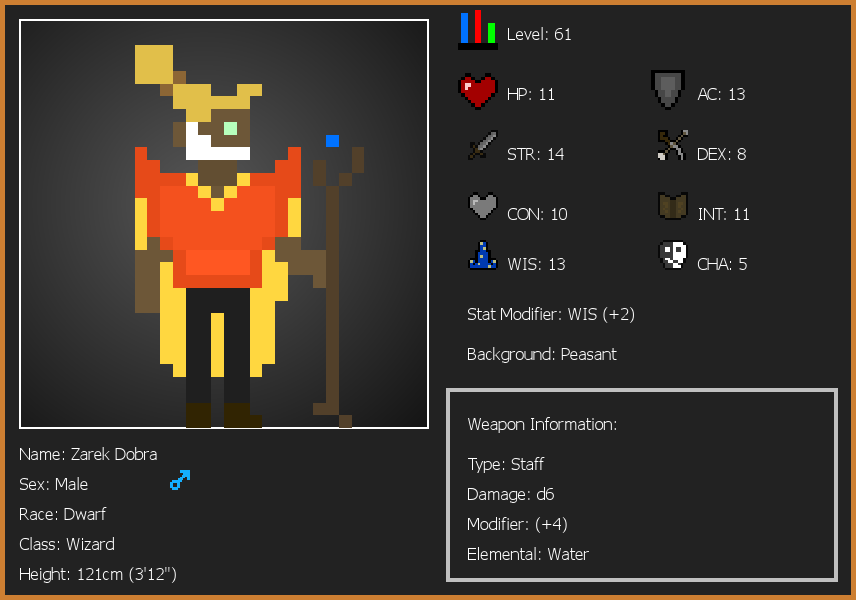 Level: 61
HP: 11
AC: 13
STR: 14
DEX: 8
CON: 10
INT: 11
WIS: 13
CHA: 5
Stat Modifier: WIS (+2)
Background: Peasant
Weapon Information:
Type: Staff
Damage: d6
Modifier: (+4)
Elemental: Water
Name: Zarek Dobra
Sex: Male
Race: Dwarf
Class: Wizard
Height: 121cm (3'12")